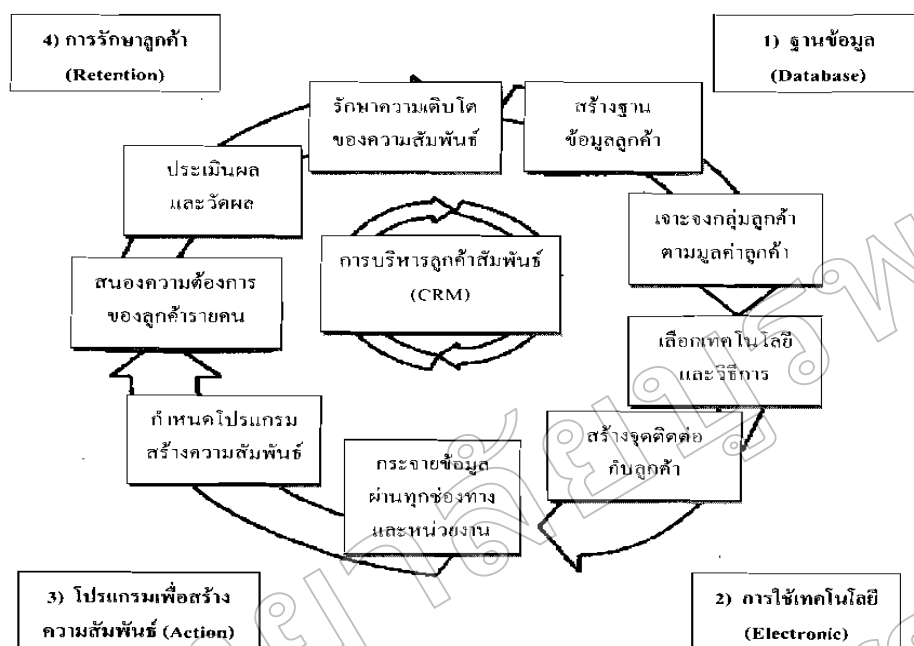 4) การรักษาลูกค้า
(Retention)
1) ฐานข้อมูล
(Database)
รักษาความเติบโต
ของความสัมพันธ์
สร้างฐาน
ข้อมูลลูกค้า
ประเมินผล
และวัดผล
เจาะจงกลุ่มลูกค้า
ตามมูลค่าลูกค้า
การบริหารลูกค้าสัมพันธ์
(CRM)
สนองความต้องการ
ของลูกค้ารายคน
เลือกเทคโนโลยี
และวิธีการ
กำหนดโปรแกรม
สร้างความสัมพันธ์
สร้างจุดติดต่อ
กับลูกค้า
กระจายข้อมูล
ผ่านทุกช่องทาง
และหน่วยงาน
3) โปรแกรมเพื่อสร้าง
ความสัมพันธ์ (Action)
2) การใช้เทคโนโลยี
(Electronic)